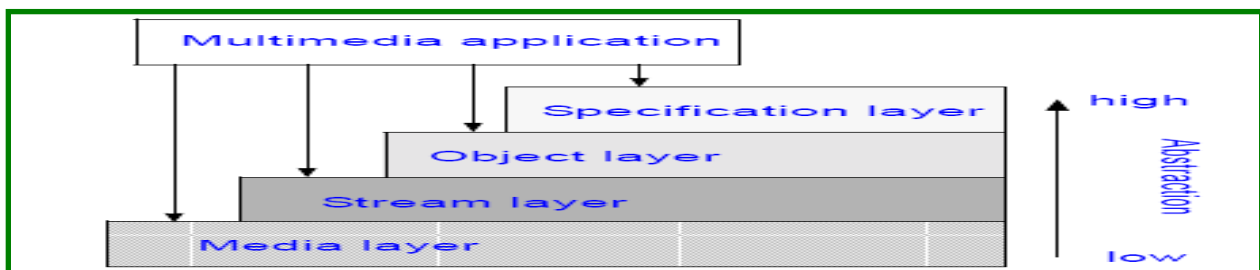 Multimedia application
Specification layer
high
Object layer
Abstraction
Stream layer
Media layer
low